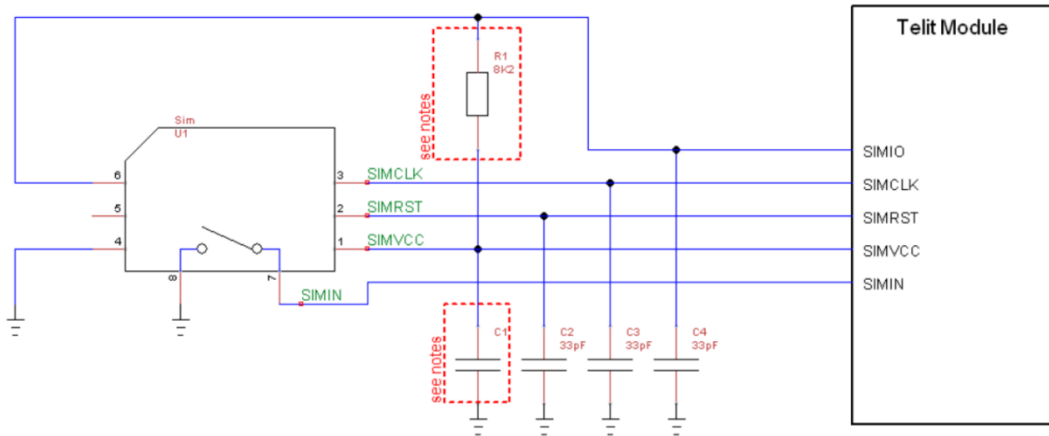 Telit Module
R1
8K2
see notes
Sim
U1
SIMIO
6
3
SIMCLK
SIMCLK
5
2
SIMRST
SIMRST
4
1
SIMVCC
SIMVCC
8
7
SIMIN
SIMIN
see notes
C1
C2
33pF
C3
33pF
C4
33pF